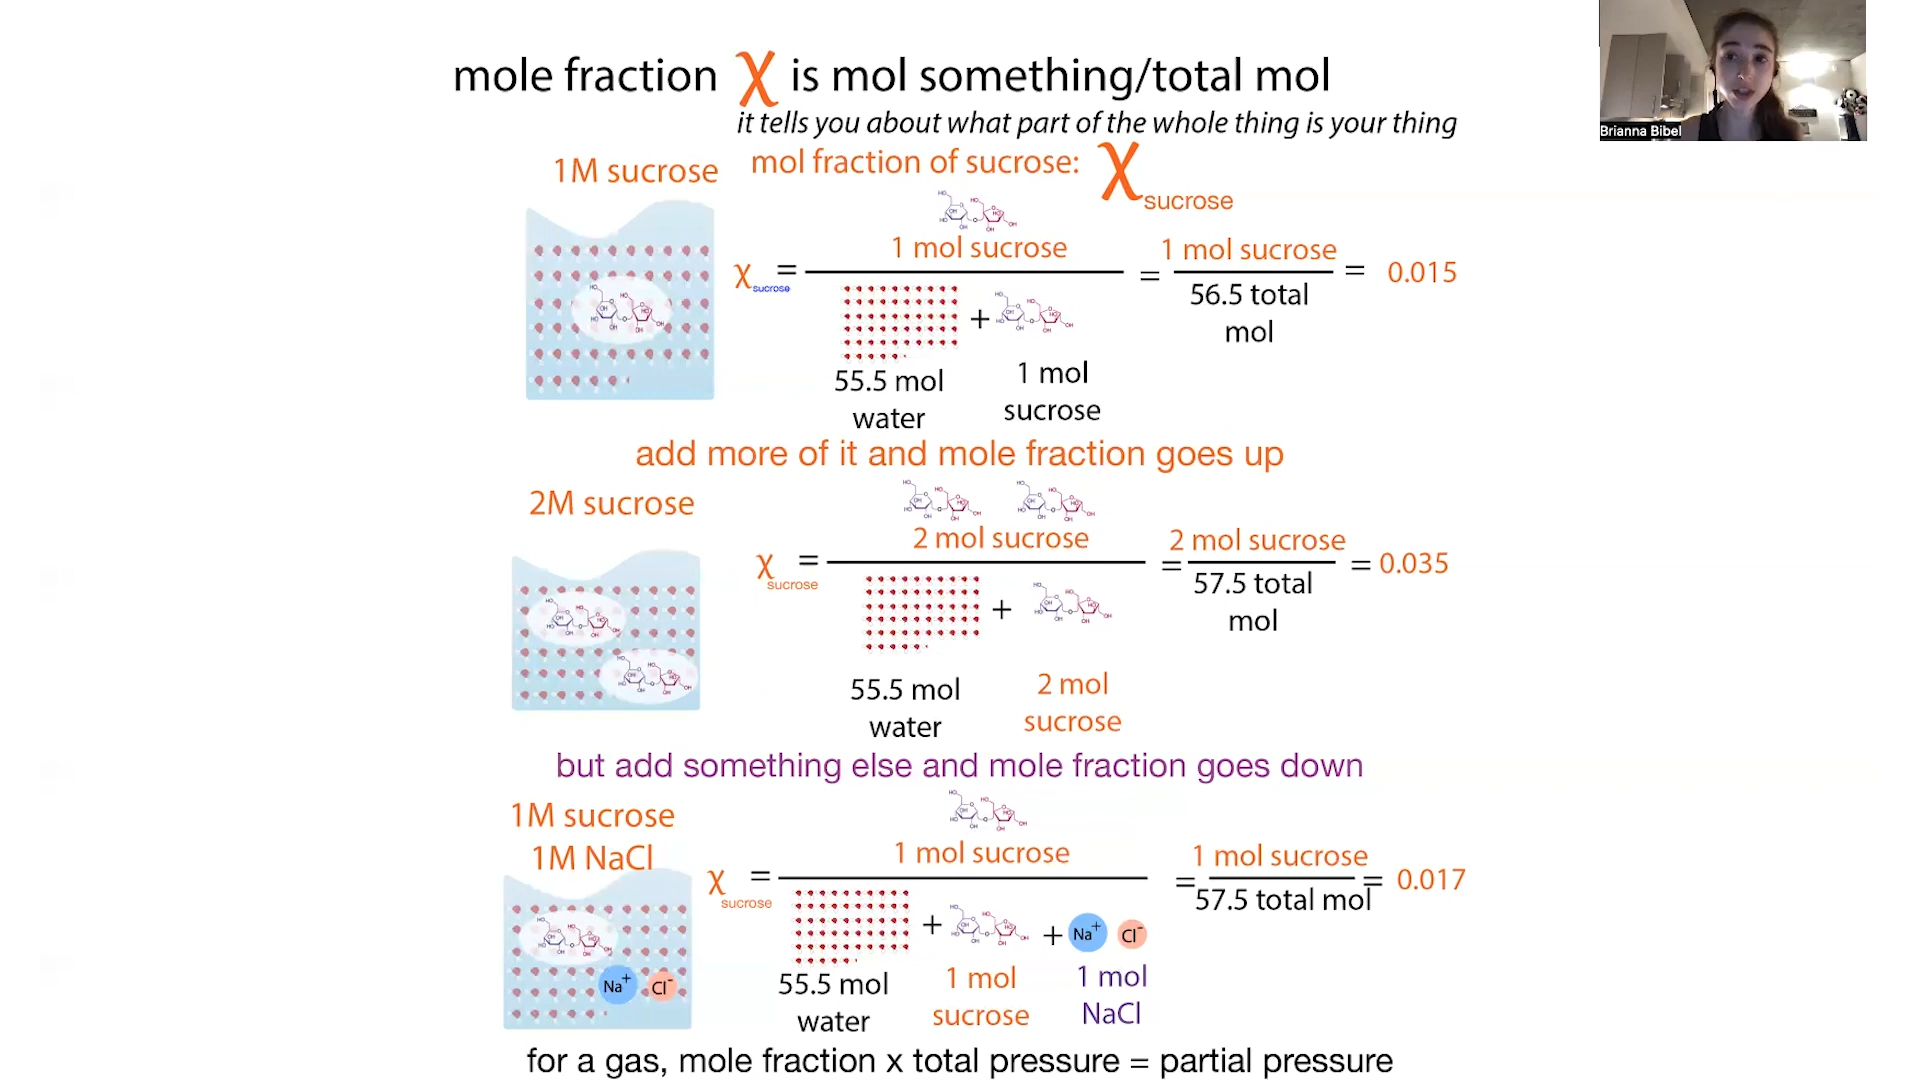 mole fraction χ is mol something/total mol
it tells you about what part of the whole thing is your thing
Brianna Bibel
1M sucrose
mol fraction of sucrose: χ sucrose
χ sucrose = 1 mol sucrose / 55.5 mol water + 1 mol sucrose = 1 mol sucrose / 56.5 total mol = 0.015
add more of it and mole fraction goes up
2M sucrose
χ sucrose = 2 mol sucrose / 55.5 mol water + 2 mol sucrose = 2 mol sucrose / 57.5 total mol = 0.035
but add something else and mole fraction goes down
1M sucrose
1M NaCl
Na+ Cl-
χ sucrose = 1 mol sucrose / 55.5 mol water + 1 mol sucrose + Na+ Cl- 1 mol NaCl = 1 mol sucrose / 57.5 total mol = 0.017
for a gas, mole fraction x total pressure = partial pressure